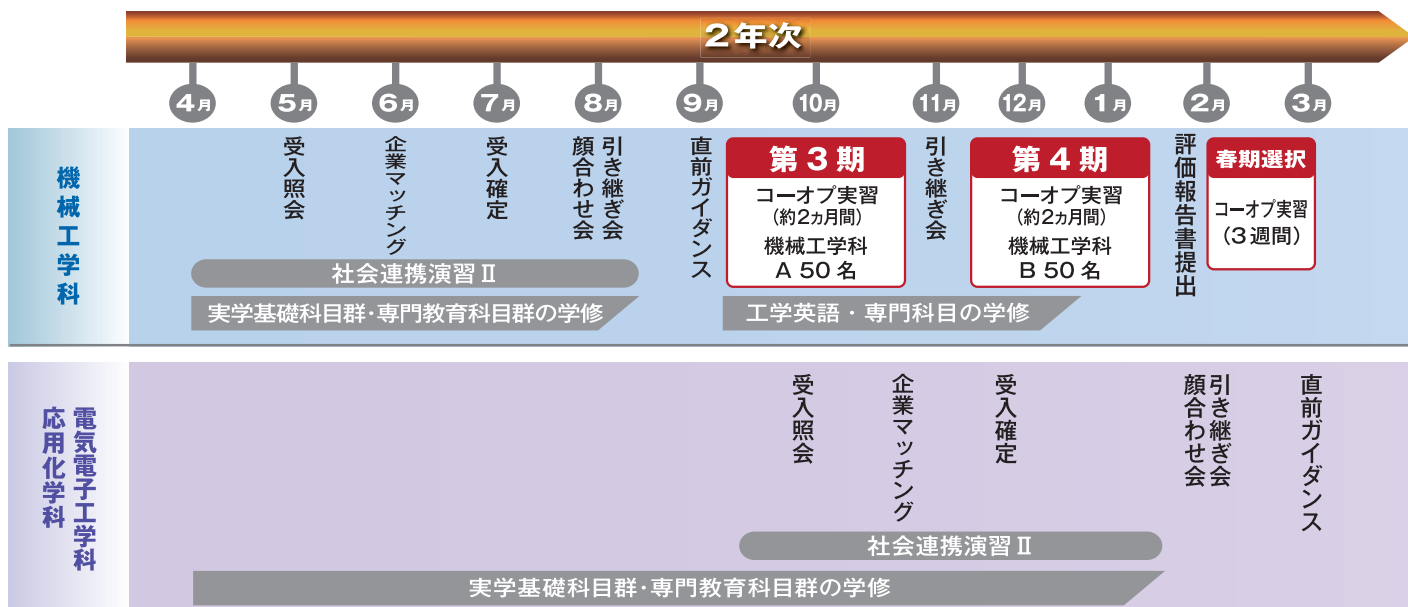 2年次
4月
5月
6月
7月
8月
9月
10月
11月
12月
1月
2月
3月
機械工学科
受入照会
企業マッチング
受入確定
引き継ぎ会
顔合わせ会
直前ガイダンス
第3期
コーオプ実習
(約2ヵ月間)
機械工学科
A 50名
引き継ぎ会
第4期
コーオプ実習
(約2ヵ月間)
機械工学科
B 50名
評価報告書提出
春期選択
コーオプ実習
(3週間)
社会連携演習Ⅱ
実学基礎科目群・専門教育科目群の学修
工学英語・専門科目の学修
電気電子工学科
応用化学科
受入照会
企業マッチング
受入確定
引き継ぎ会
顔合わせ会
直前ガイダンス
社会連携演習Ⅱ
実学基礎科目群・専門教育科目群の学修